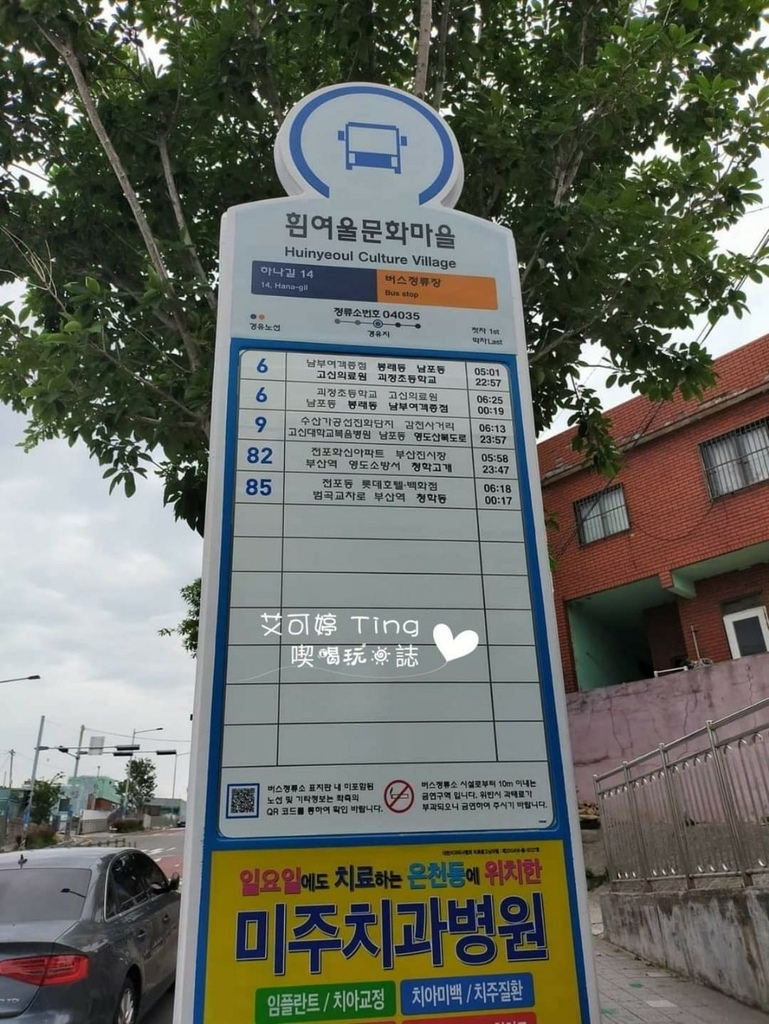 흰여울문화마을
Huinyeoul Culture Village
하나길 14
14, Hana-gil
버스정류장
Bus stop
정류소번호 04035
경유노선
경유지
첫차 1st
막차 Last
6 남부여객종점 봉래동 남포동 05:01
고신의료원 괴정초등학교 22:57
6 괴정초등학교 고신의료원 06:25
남포동 봉래동 남부여객종점 00:19
9 수산가공선진화단지 감천사거리 06:13
고신대학교복음병원 남포동 영도산복도로 23:57
82 전포화신아파트 부산진시장 05:58
부산역 영도소방서 청학고개 23:47
85 전포동 롯데호텔·백화점 06:18
범곡교차로 부산역 청학동 00:17
艾可婷 Ting
喫喝玩誌
버스정류소 표지판 내 미포함된
노선 및 기타정보는 좌측의
QR 코드를 통하여 확인 바랍니다.
버스정류소 시설로부터 10m 이내는
금연구역 입니다. 위반시 과태료가
부과되오니 금연하여 주시기 바랍니다.
일요일에도 치료하는 온천동에 위치한
미주치과병원
임플란트 / 치아교정
치아미백 / 치주질환